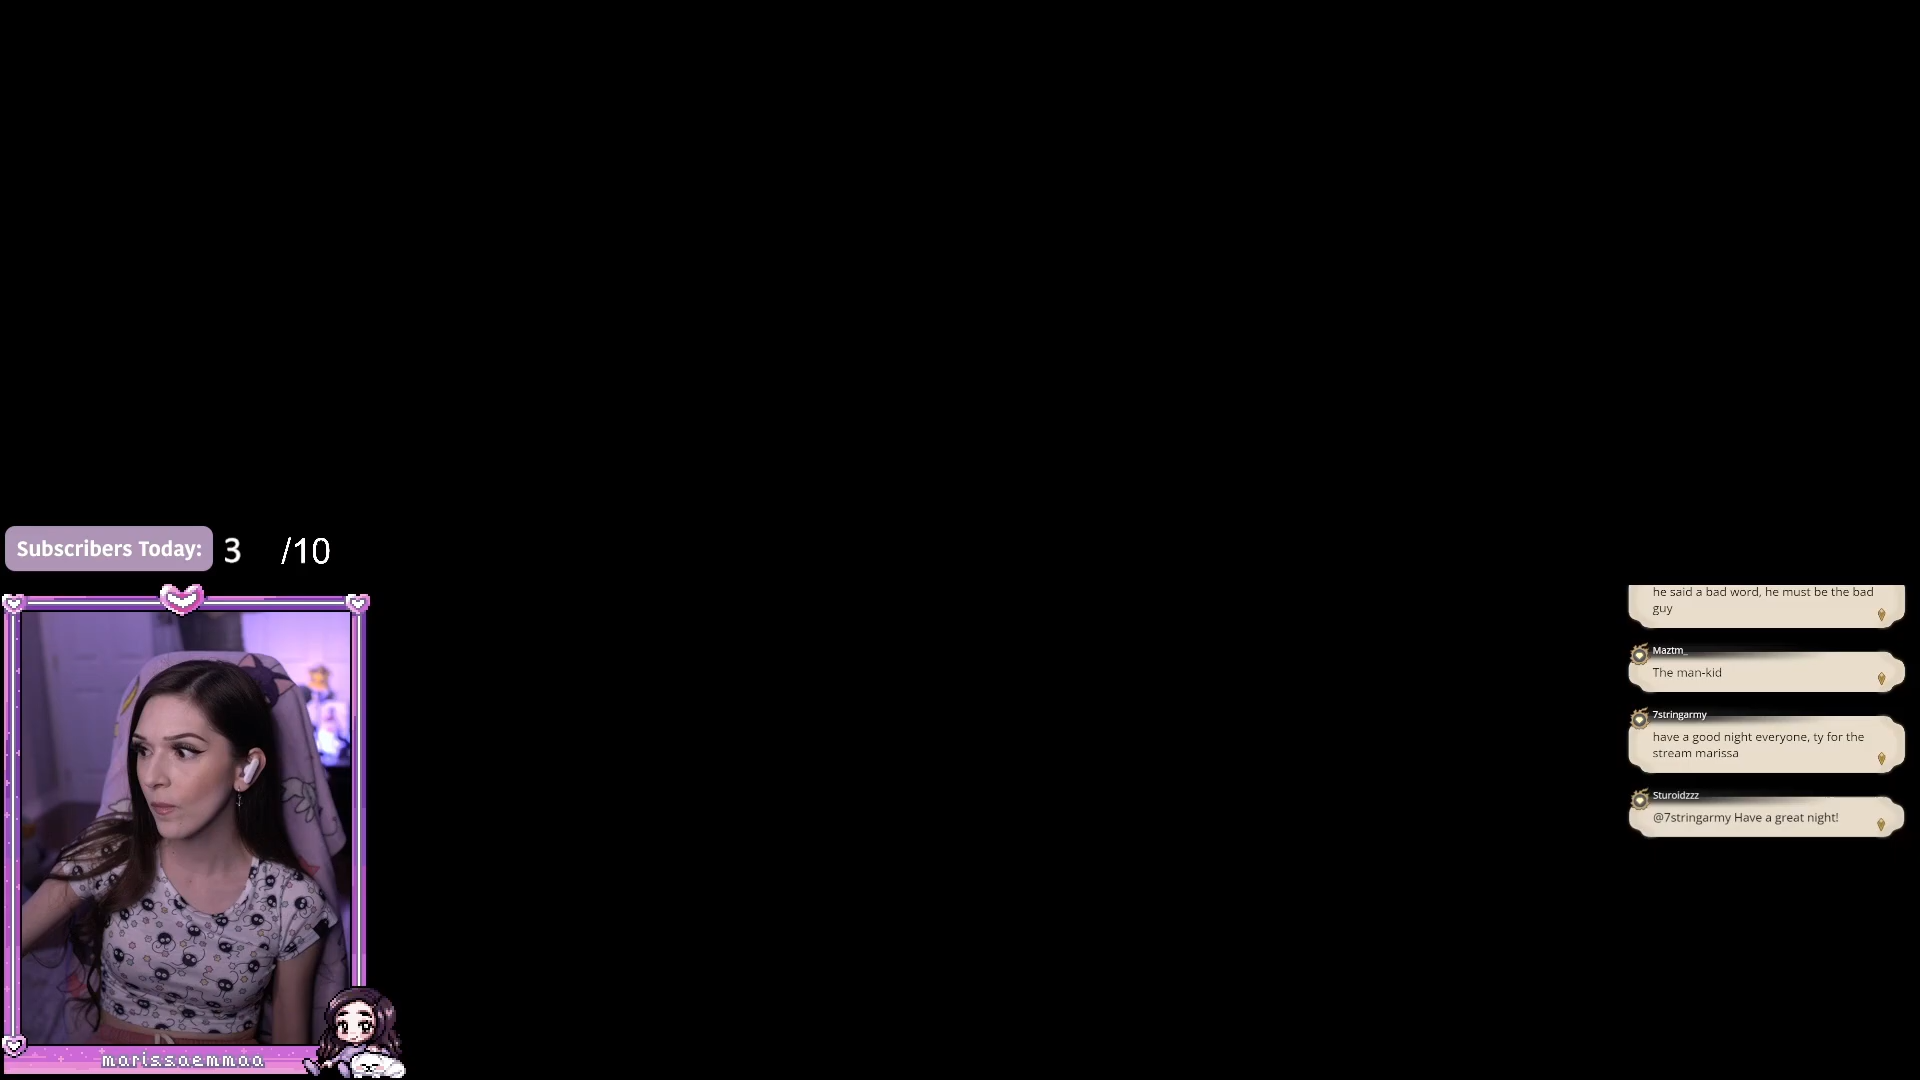 Subscribers Today: 3 /10
he said a bad word, he must be the bad
guy
Maztm_
The man-kid
7stringarmy
have a good night everyone, ty for the
stream marissa
Sturoidzzz
@7stringarmy Have a great night!
marissaemmaa